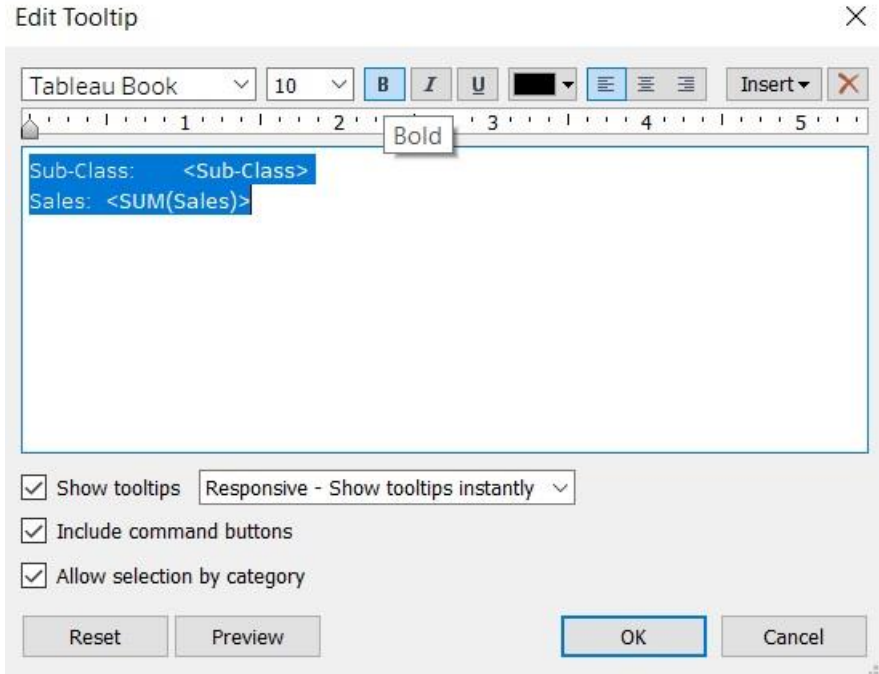 Edit Tooltip
Tableau Book 10 B I U Insert
1 2 3 4 5
Bold
Sub-Class: <Sub-Class>
Sales: <SUM(Sales)>
Show tooltips Responsive - Show tooltips instantly
Include command buttons
Allow selection by category
Reset Preview OK Cancel